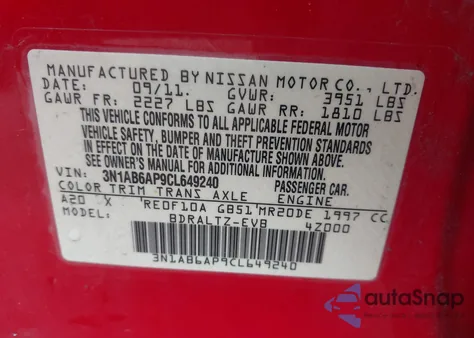 MANUFACTURED BY NISSAN MOTOR CO., LTD.
DATE: 09/11. GVWR: 3951 LBS
GAWR FR: 2227 LBS GAWR RR: 1810 LBS
THIS VEHICLE CONFORMS TO ALL APPLICABLE FEDERAL MOTOR
VEHICLE SAFETY, BUMPER AND THEFT PREVENTION STANDARDS
IN EFFECT ON THE DATE OF MANUFACTURE SHOWN ABOVE.
SEE OWNER'S MANUAL FOR ADDITIONAL INFORMATION.
VIN: 3N1AB6AP9CL649240 PASSENGER CAR.
COLOR TRIM TRANS AXLE ENGINE
A20 X RE0F10A GB51 MR20DE 1997 CC
MODEL: BDRALTZ-EVB 4Z000
3N1AB6AP9CL649240
autoSnap